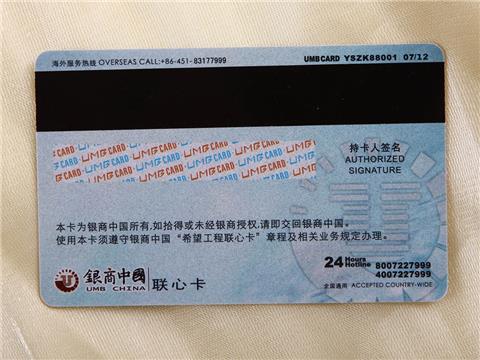 海外服务热线 OVERSEAS CALL:+86-451-83177999
UMBCARD YSZK88001 07/12
UMB CARD
持卡人签名
AUTHORIZED
SIGNATURE
本卡为银商中国所有,如拾得或未经银商授权,请即交回银商中国。
使用本卡须遵守银商中国“希望工程联心卡”章程及相关业务规定办理。
銀商中國
UMB CHINA
联心卡
24 Hours Hotline 8007227999
4007227999
全国通用 ACCEPTED COUNTRY-WIDE